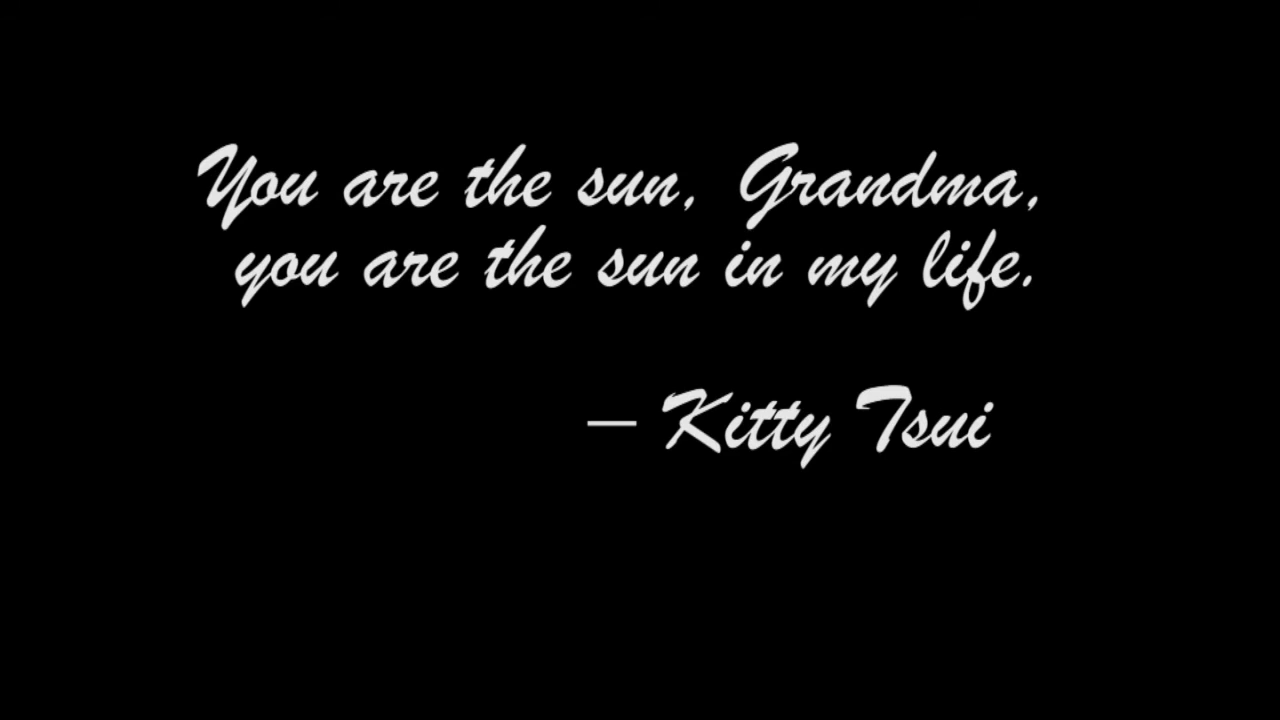 You are the sun, Grandma,
you are the sun in my life.
— Kitty Tsui